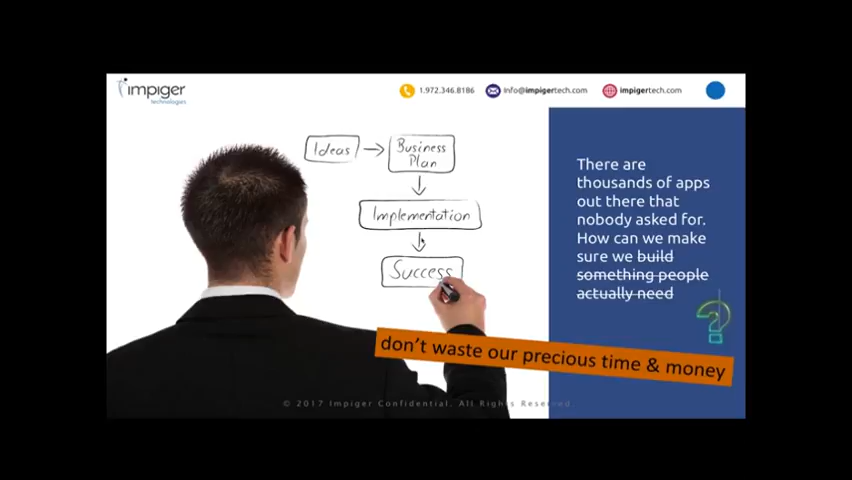 impiger
technologies
1.972.346.8186
Info@impigertech.com
impigertech.com
Ideas
Business
Plan
Implementation
Success
There are
thousands of apps
out there that
nobody asked for.
How can we make
sure we build
something people
actually need
?
don't waste our precious time & money
© 2017 Impiger Confidential. All Rights Reserved.